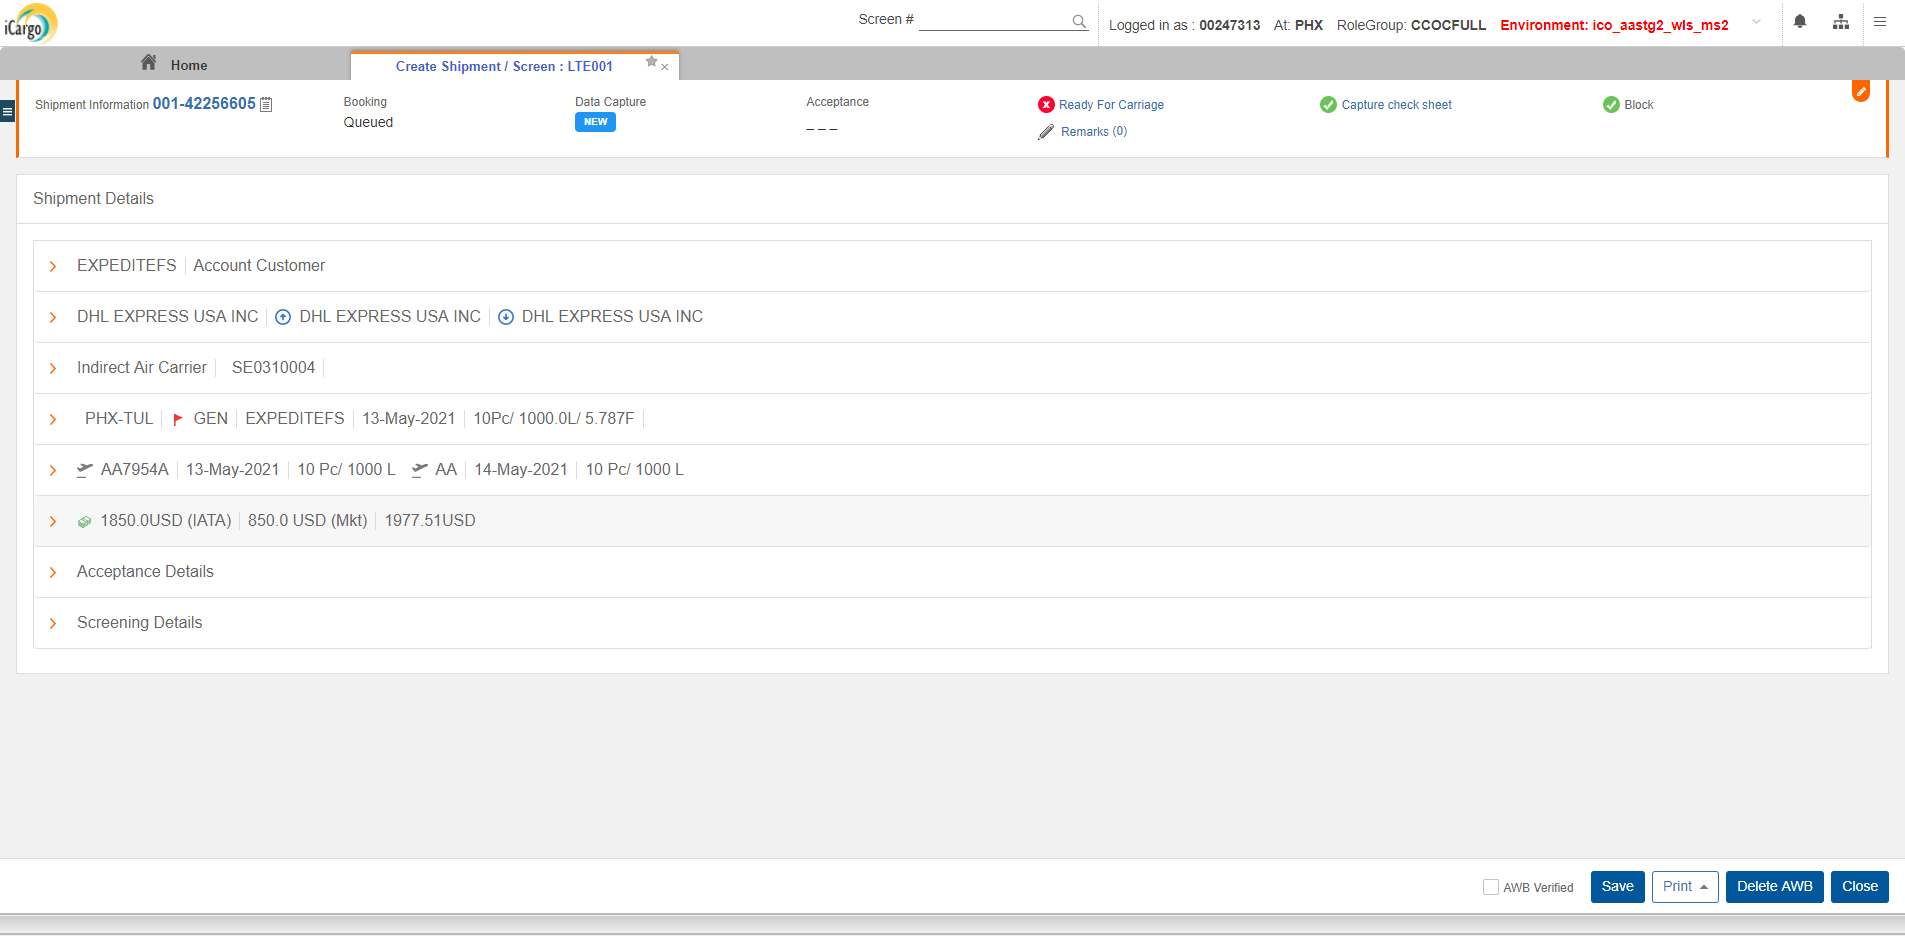 iCargo
Screen #
Logged in as : 00247313 At: PHX RoleGroup: CCOCFULL Environment: ico_aastg2_wls_ms2
Home
Create Shipment / Screen : LTE001
Shipment Information 001-42256605
Booking
Queued
Data Capture
NEW
Acceptance
_ _ _
Ready For Carriage
Remarks (0)
Capture check sheet
Block
Shipment Details
EXPEDITEFS Account Customer
DHL EXPRESS USA INC DHL EXPRESS USA INC DHL EXPRESS USA INC
Indirect Air Carrier SE0310004
PHX-TUL GEN EXPEDITEFS 13-May-2021 10Pc/ 1000.0L/ 5.787F
AA7954A 13-May-2021 10 Pc/ 1000 L AA 14-May-2021 10 Pc/ 1000 L
1850.0USD (IATA) 850.0 USD (Mkt) 1977.51USD
Acceptance Details
Screening Details
AWB Verified Save Print Delete AWB Close